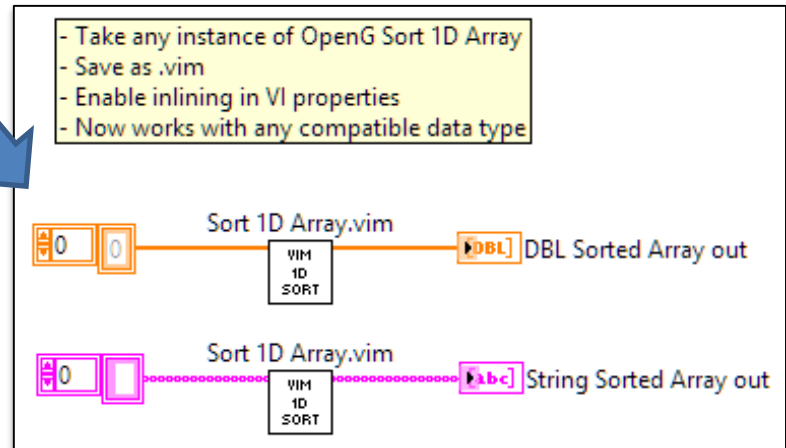 - Take any instance of OpenG Sort 1D Array
- Save as .vim
- Enable inlining in VI properties
- Now works with any compatible data type
Sort 1D Array.vim
0
0
VIM
1D
SORT
DBL]
DBL Sorted Array out
Sort 1D Array.vim
0
VIM
1D
SORT
abc]
String Sorted Array out